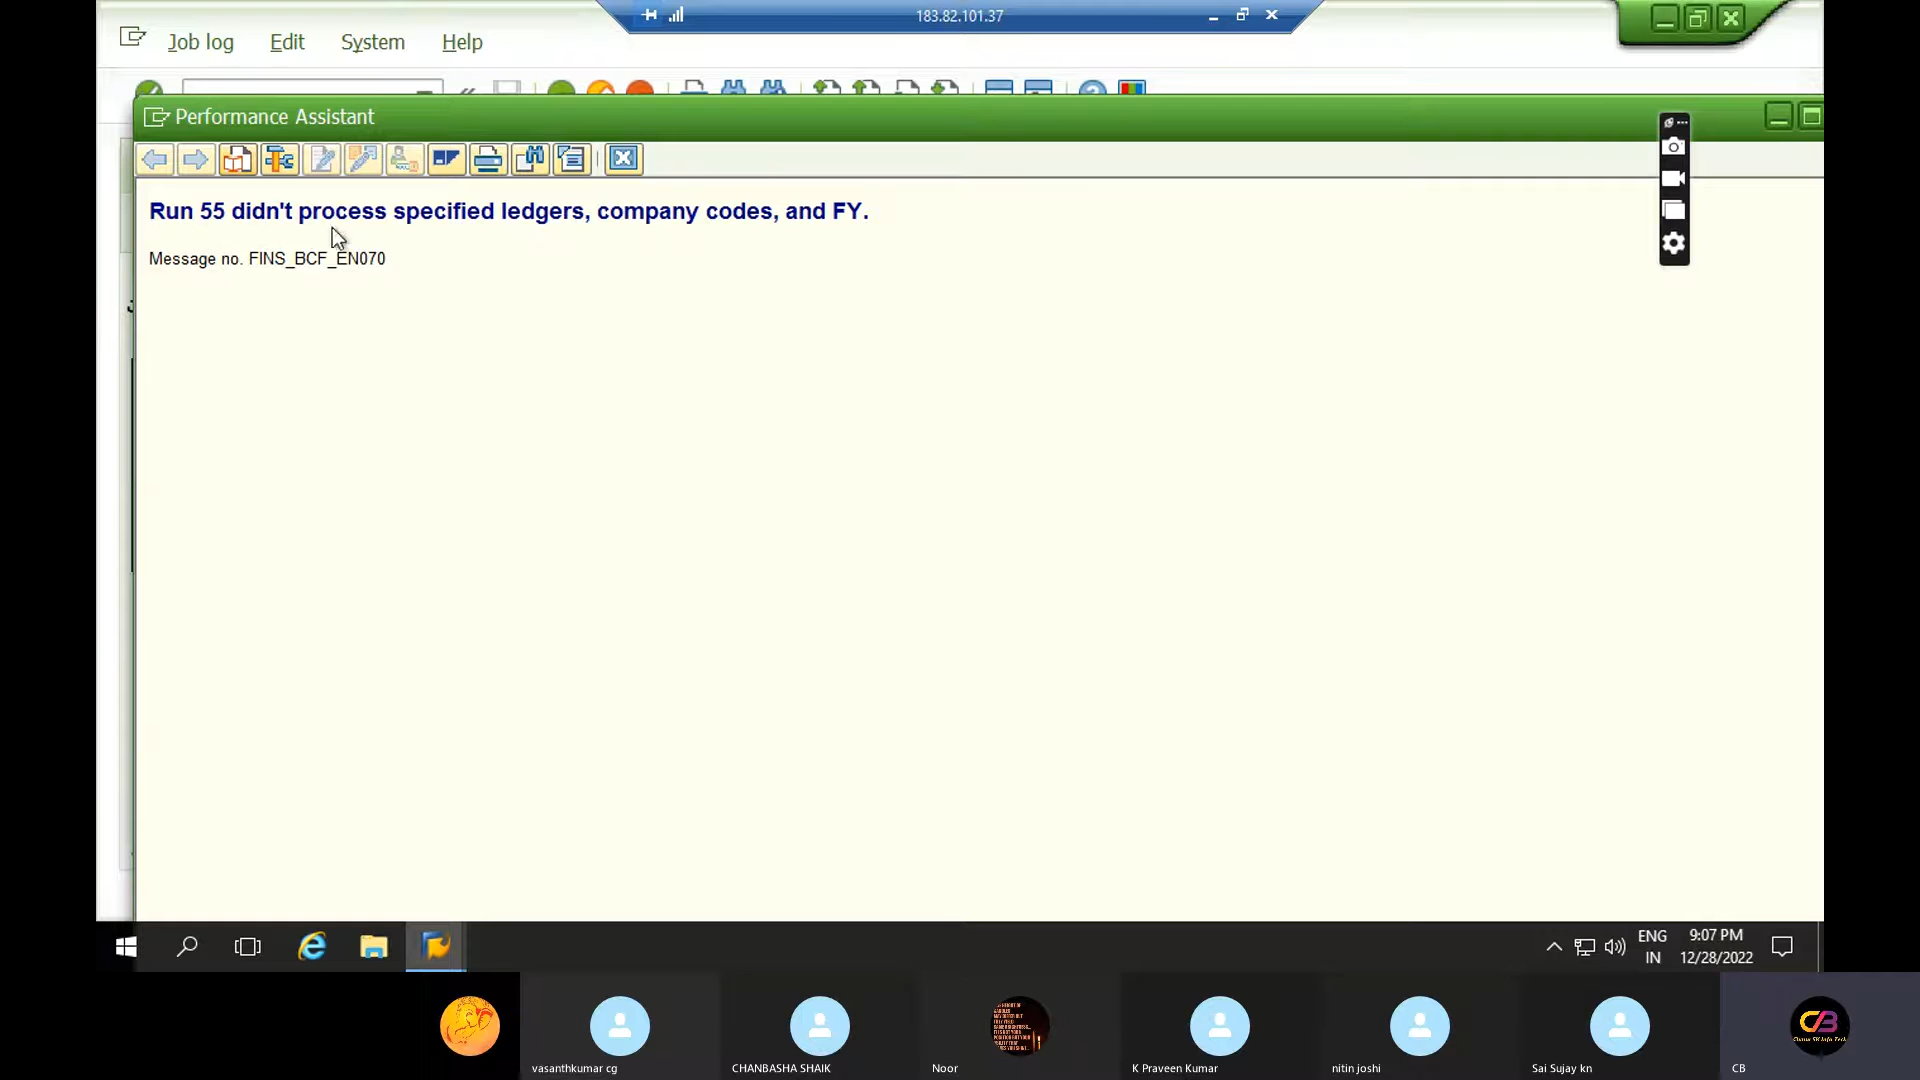 183.82.101.37
Job log Edit System Help
Performance Assistant
Run 55 didn't process specified ledgers, company codes, and FY.
Message no. FINS_BCF_EN070
ENG
IN
9:07 PM
12/28/2022
vasanthkumar cg
CHANBASHA SHAIK
Noor
K Praveen Kumar
nitin joshi
Sai Sujay kn
CB